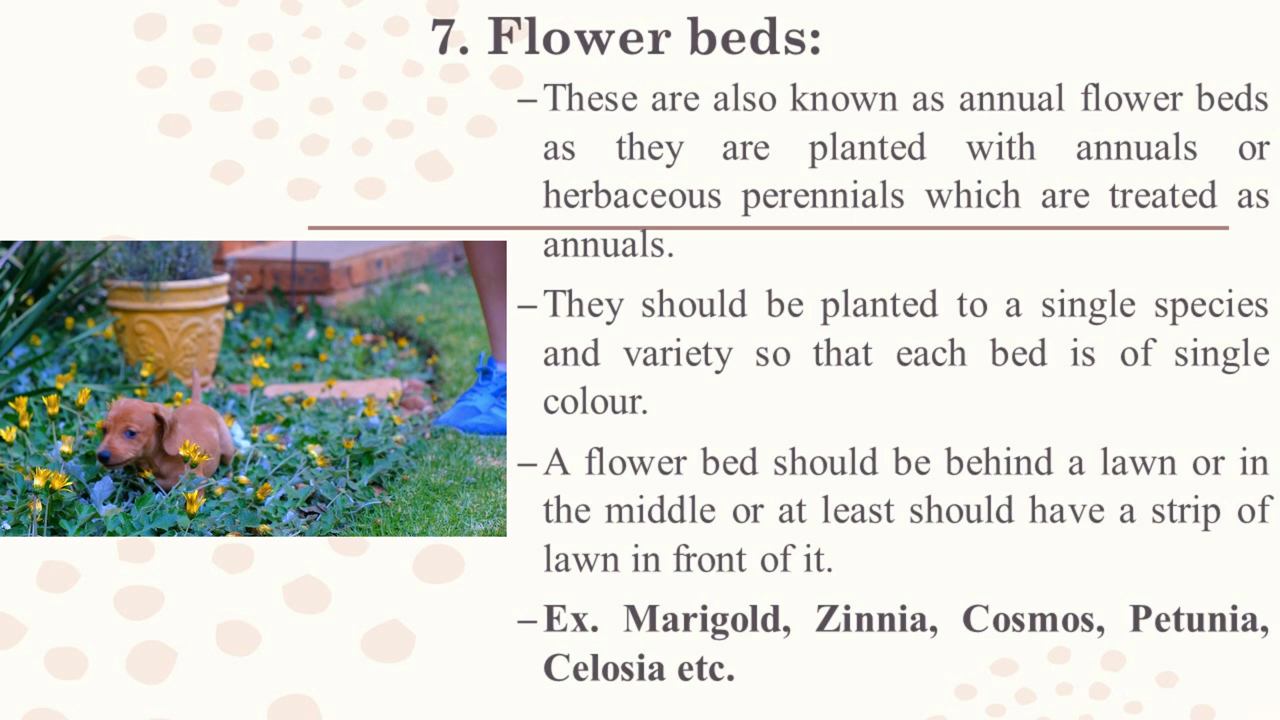 7. Flower beds:
–These are also known as annual flower beds
as they are planted with annuals or
herbaceous perennials which are treated as
annuals.
–They should be planted to a single species
and variety so that each bed is of single
colour.
–A flower bed should be behind a lawn or in
the middle or at least should have a strip of
lawn in front of it.
–Ex. Marigold, Zinnia, Cosmos, Petunia,
Celosia etc.